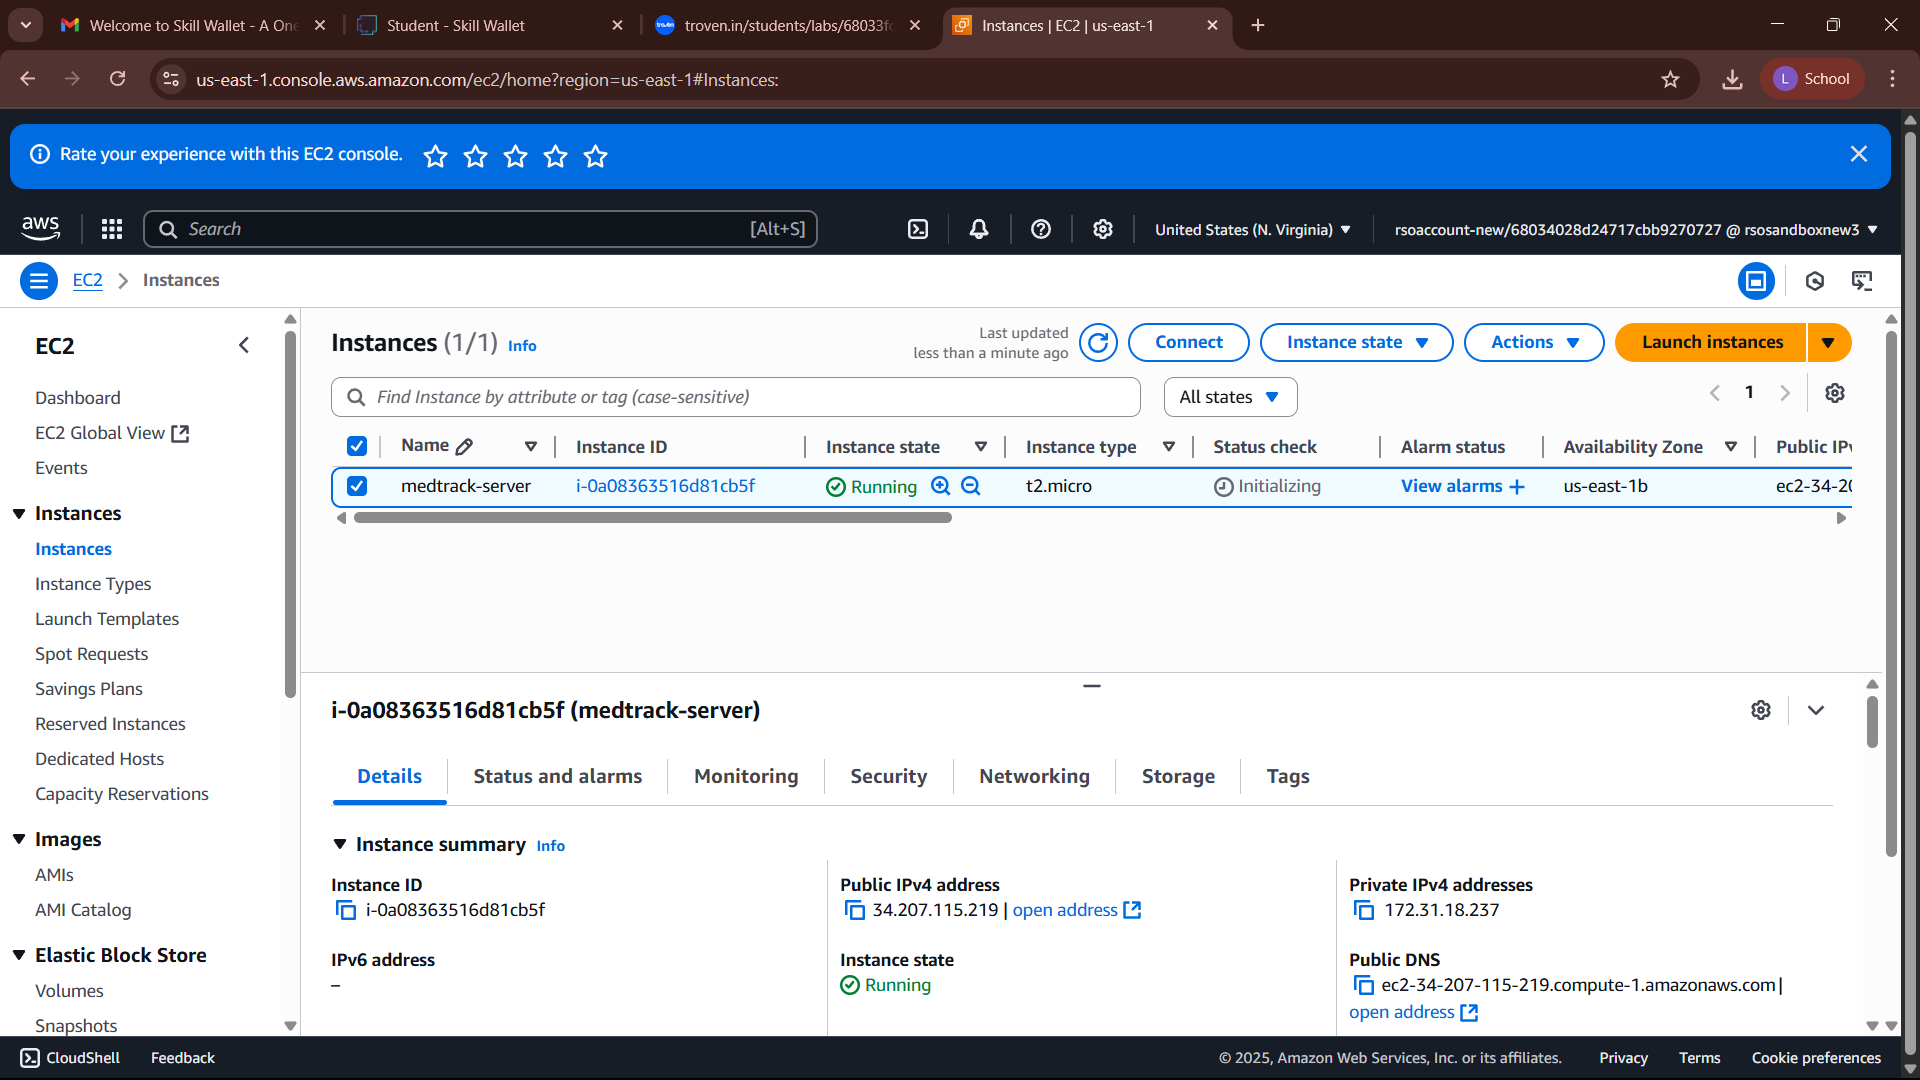 Welcome to Skill Wallet - A One
Student - Skill Wallet
troven.in/students/labs/68033fc
Instances | EC2 | us-east-1
us-east-1.console.aws.amazon.com/ec2/home?region=us-east-1#Instances:
L School
Rate your experience with this EC2 console.
aws
Search [Alt+S]
United States (N. Virginia)
rsoaccount-new/68034028d24717cbb9270727 @ rsosandboxnew3
EC2 > Instances
EC2
Dashboard
EC2 Global View
Events
Instances
Instances
Instance Types
Launch Templates
Spot Requests
Savings Plans
Reserved Instances
Dedicated Hosts
Capacity Reservations
Images
AMIs
AMI Catalog
Elastic Block Store
Volumes
Snapshots
Instances (1/1) Info
Last updated
less than a minute ago
Connect
Instance state
Actions
Launch instances
Find Instance by attribute or tag (case-sensitive)
All states
1
Name Instance ID Instance state Instance type Status check Alarm status Availability Zone Public IPv
medtrack-server i-0a08363516d81cb5f Running t2.micro Initializing View alarms + us-east-1b ec2-34-20
i-0a08363516d81cb5f (medtrack-server)
Details Status and alarms Monitoring Security Networking Storage Tags
Instance summary Info
Instance ID
i-0a08363516d81cb5f
Public IPv4 address
34.207.115.219 | open address
Private IPv4 addresses
172.31.18.237
IPv6 address
–
Instance state
Running
Public DNS
ec2-34-207-115-219.compute-1.amazonaws.com |
open address
CloudShell Feedback
© 2025, Amazon Web Services, Inc. or its affiliates. Privacy Terms Cookie preferences